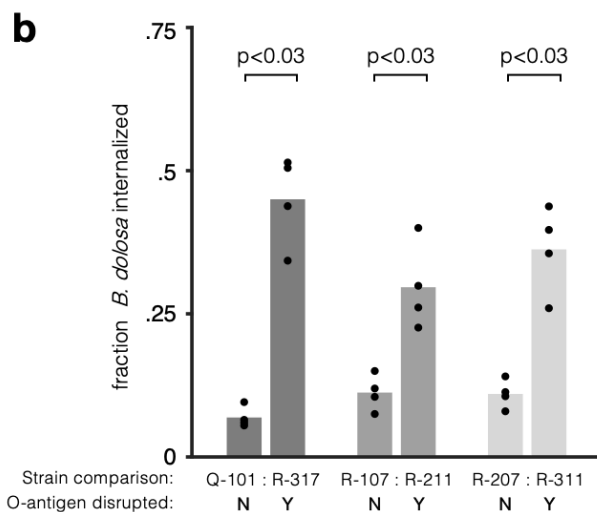 b
.75
p<0.03 p<0.03 p<0.03
.5
.25
0
fraction B. dolosa internalized
Strain comparison: Q-101 : R-317 R-107 : R-211 R-207 : R-311
O-antigen disrupted: N Y N Y N Y